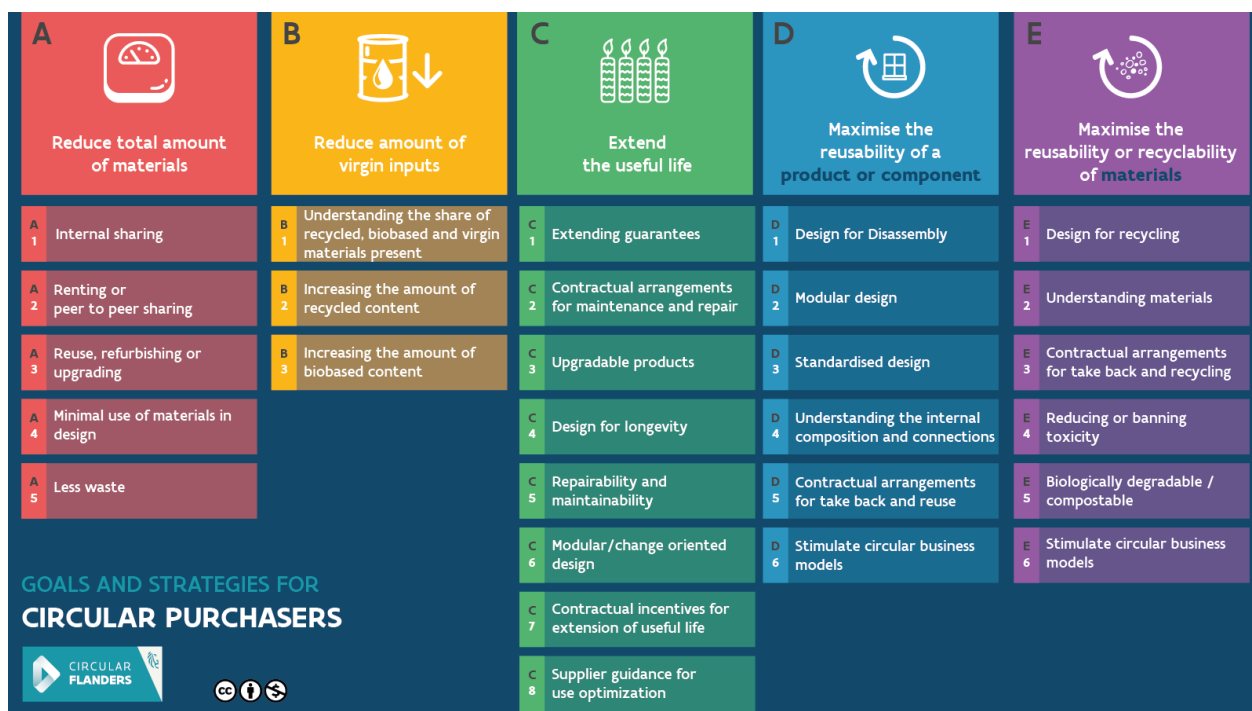 A
Reduce total amount
of materials
A
1
Internal sharing
A
2
Renting or
peer to peer sharing
A
3
Reuse, refurbishing or
upgrading
A
4
Minimal use of materials in
design
A
5
Less waste
B
Reduce amount of
virgin inputs
B
1
Understanding the share of
recycled, biobased and virgin
materials present
B
2
Increasing the amount of
recycled content
B
3
Increasing the amount of
biobased content
C
Extend
the useful life
C
1
Extending guarantees
C
2
Contractual arrangements
for maintenance and repair
C
3
Upgradable products
C
4
Design for longevity
C
5
Repairability and
maintainability
C
6
Modular/change oriented
design
C
7
Contractual incentives for
extension of useful life
C
8
Supplier guidance for
use optimization
D
Maximise the
reusability of a
product or component
D
1
Design for Disassembly
D
2
Modular design
D
3
Standardised design
D
4
Understanding the internal
composition and connections
D
5
Contractual arrangements
for take back and reuse
D
6
Stimulate circular business
models
E
Maximise the
reusability or recyclability
of materials
E
1
Design for recycling
E
2
Understanding materials
E
3
Contractual arrangements
for take back and recycling
E
4
Reducing or banning
toxicity
E
5
Biologically degradable /
compostable
E
6
Stimulate circular business
models
GOALS AND STRATEGIES FOR
CIRCULAR PURCHASERS
CIRCULAR
FLANDERS
cc